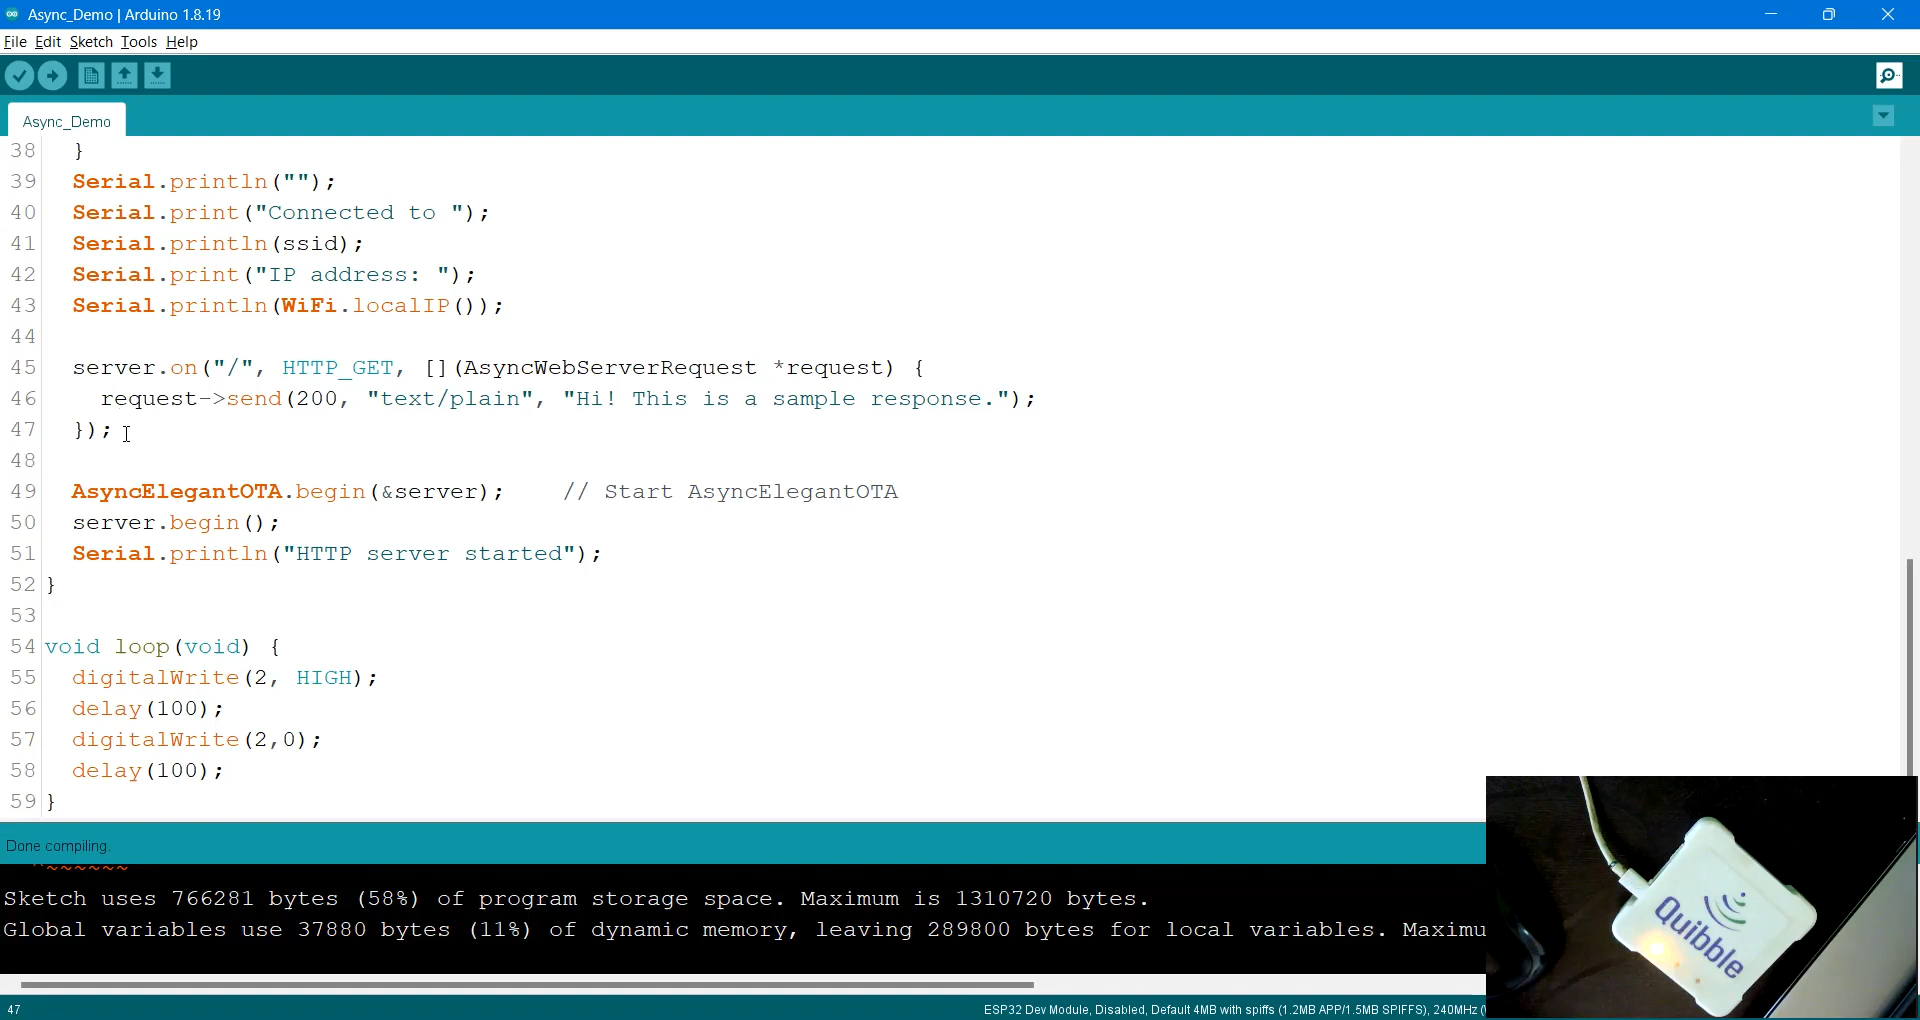 Async_Demo | Arduino 1.8.19
File Edit Sketch Tools Help
Async_Demo
38 }
39 Serial.println("");
40 Serial.print("Connected to ");
41 Serial.println(ssid);
42 Serial.print("IP address: ");
43 Serial.println(WiFi.localIP());
44
45 server.on("/", HTTP_GET, [](AsyncWebServerRequest *request) {
46 request->send(200, "text/plain", "Hi! This is a sample response.");
47 });
48
49 AsyncElegantOTA.begin(&server); // Start AsyncElegantOTA
50 server.begin();
51 Serial.println("HTTP server started");
52 }
53
54 void loop(void) {
55 digitalWrite(2, HIGH);
56 delay(100);
57 digitalWrite(2,0);
58 delay(100);
59 }
Done compiling.
Sketch uses 766281 bytes (58%) of program storage space. Maximum is 1310720 bytes.
Global variables use 37880 bytes (11%) of dynamic memory, leaving 289800 bytes for local variables. Maximu
Quibble
47
ESP32 Dev Module, Disabled, Default 4MB with spiffs (1.2MB APP/1.5MB SPIFFS), 240MHz